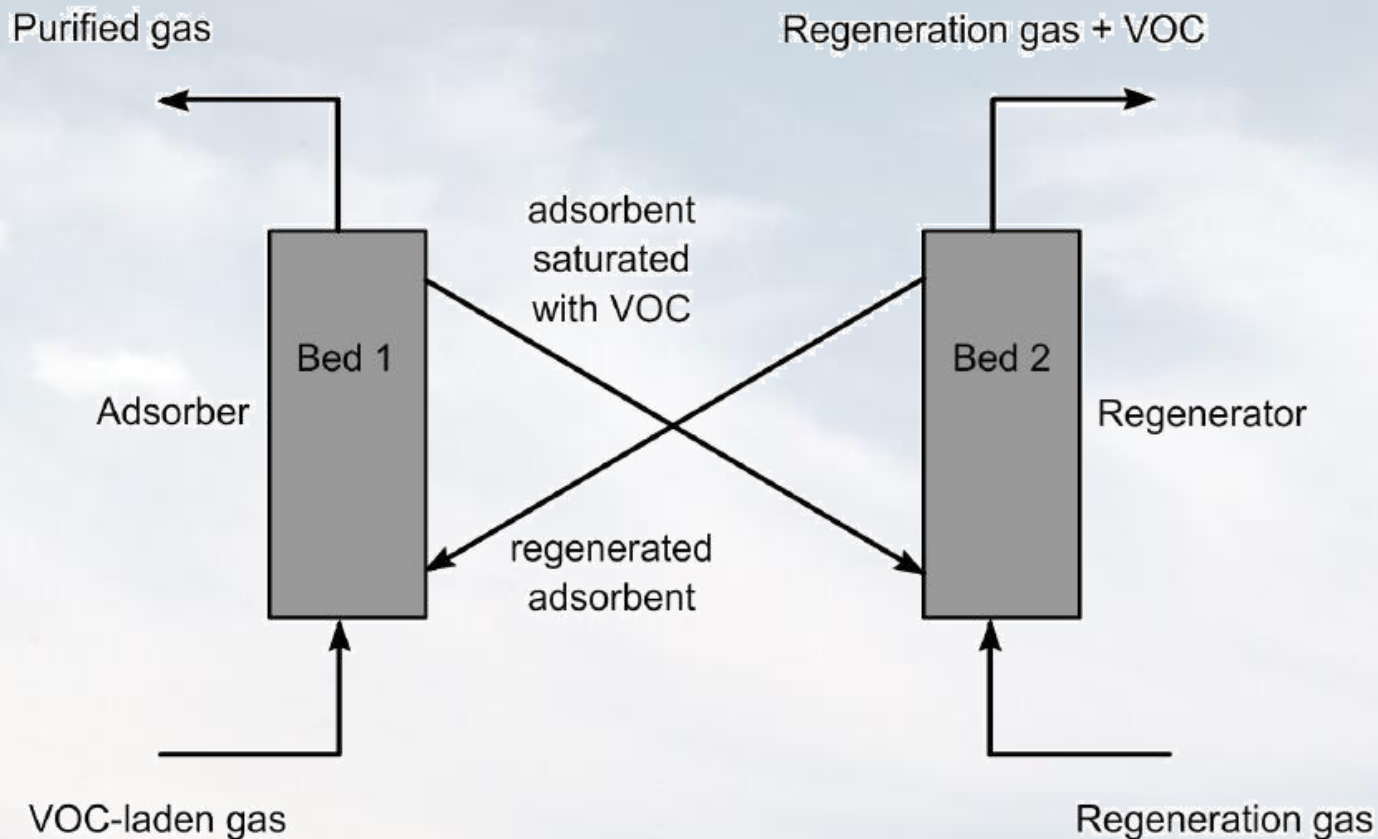 Purified gas
Regeneration gas + VOC
adsorbent
saturated
with VOC
Bed 1
Bed 2
Adsorber
Regenerator
regenerated
adsorbent
VOC-laden gas
Regeneration gas